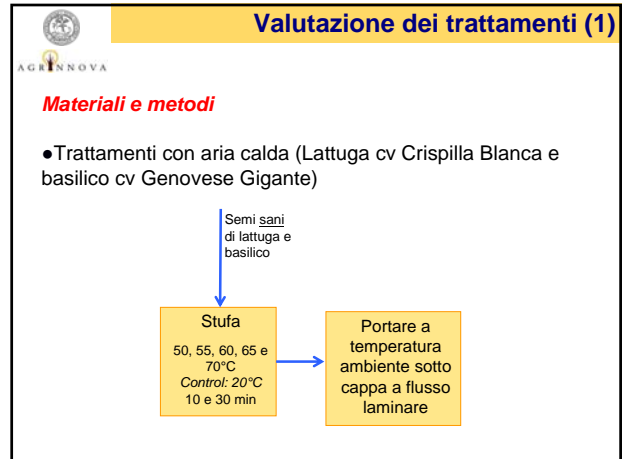 Valutazione dei trattamenti (1)
AGRINNOVA
Materiali e metodi
●Trattamenti con aria calda (Lattuga cv Crispilla Blanca e
basilico cv Genovese Gigante)
Semi sani
di lattuga e
basilico
Stufa
50, 55, 60, 65 e
70°C
Control: 20°C
10 e 30 min
Portare a
temperatura
ambiente sotto
cappa a flusso
laminare